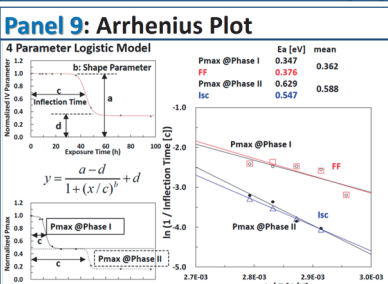 Panel 9: Arrhenius Plot
4 Parameter Logistic Model
Normalized IV Parameter
1.2
1.0
0.8
0.6
0.4
0.2
0.0
b: Shape Parameter
c
Inflection Time
a
d
0 20 40 60 80 100
Exposure Time (h)
y = a − d / 1 + (x / c)^b + d
Normalized Pmax
1.2
1.0
0.8
0.6
0.4
0.2
0.0
Pmax @Phase I
c
c
Pmax @Phase II
Ea [eV] mean
Pmax @Phase I 0.347
FF 0.376
0.362
Pmax @Phase II 0.629
Isc 0.547
0.588
ln (1 / Inflection Time [c])
-1.0
-2.0
-3.0
-4.0
-5.0
Pmax @Phase I
FF
Isc
Pmax @Phase II
2.7E-03 2.8E-03 2.9E-03 3.0E-03